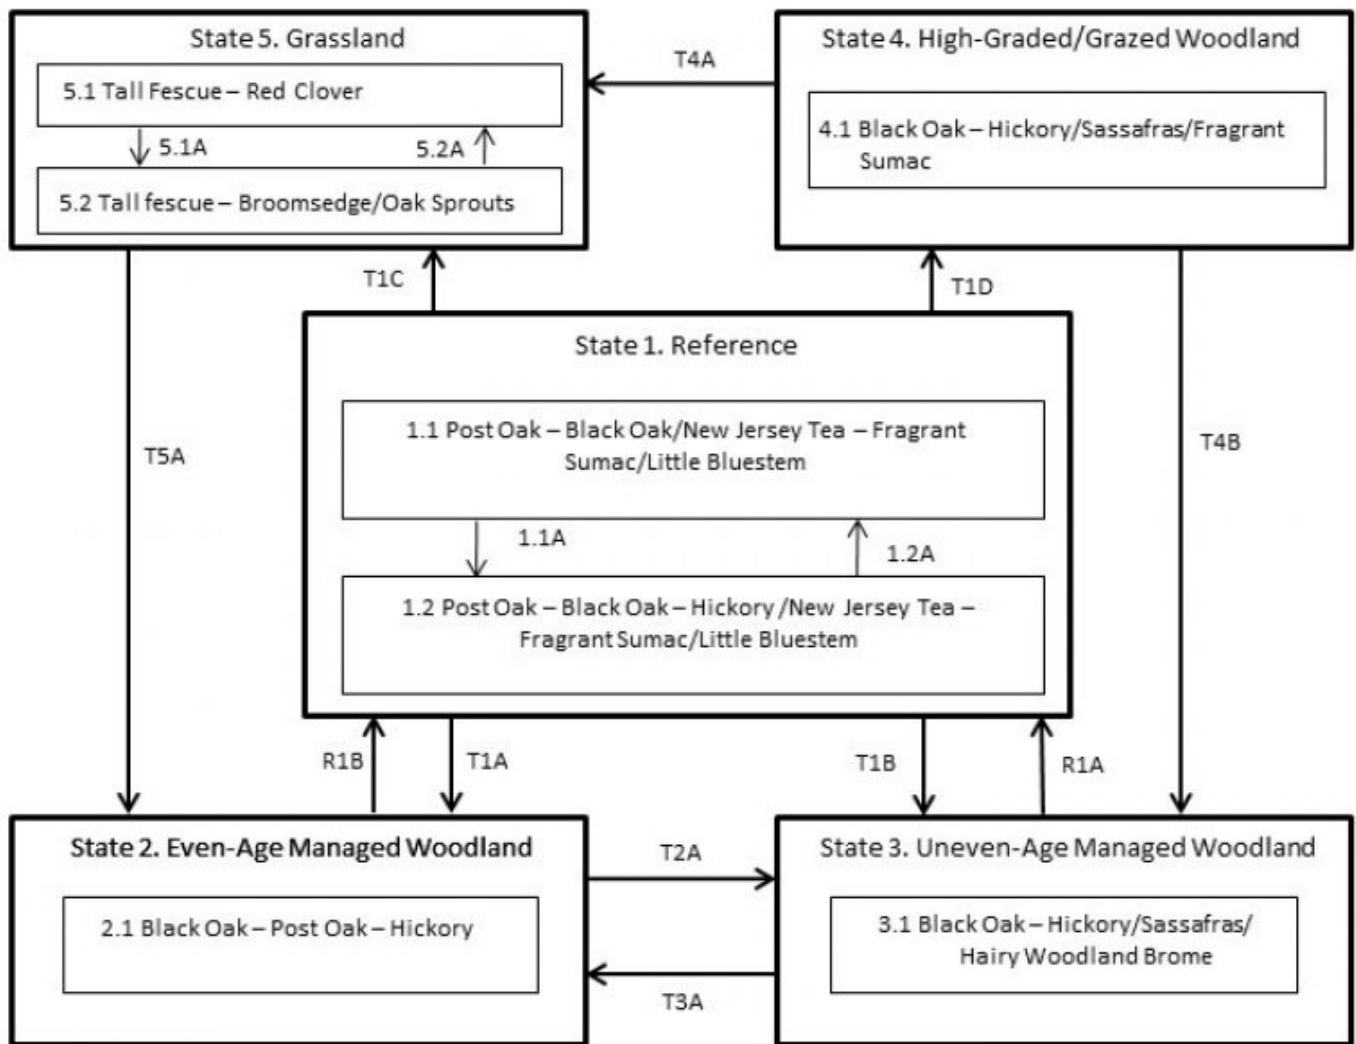 State 5. Grassland
5.1 Tall Fescue – Red Clover
5.1A
5.2A
5.2 Tall fescue – Broomsedge/Oak Sprouts
T4A
State 4. High-Graded/Grazed Woodland
4.1 Black Oak – Hickory/Sassafras/Fragrant
Sumac
T1C
T1D
State 1. Reference
1.1 Post Oak – Black Oak/New Jersey Tea – Fragrant
Sumac/Little Bluestem
1.1A
1.2A
1.2 Post Oak – Black Oak – Hickory /New Jersey Tea –
Fragrant Sumac/Little Bluestem
T5A
T4B
R1B
T1A
T1B
R1A
State 2. Even-Age Managed Woodland
2.1 Black Oak – Post Oak – Hickory
T2A
T3A
State 3. Uneven-Age Managed Woodland
3.1 Black Oak – Hickory/Sassafras/
Hairy Woodland Brome